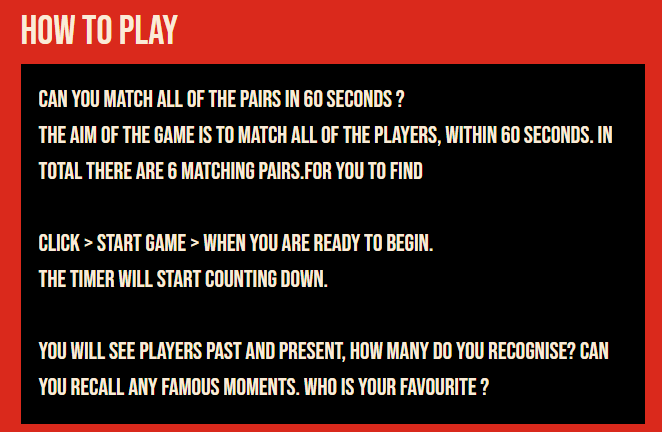 HOW TO PLAY
CAN YOU MATCH ALL OF THE PAIRS IN 60 SECONDS ?
THE AIM OF THE GAME IS TO MATCH ALL OF THE PLAYERS, WITHIN 60 SECONDS. IN
TOTAL THERE ARE 6 MATCHING PAIRS.FOR YOU TO FIND
CLICK > START GAME > WHEN YOU ARE READY TO BEGIN.
THE TIMER WILL START COUNTING DOWN.
YOU WILL SEE PLAYERS PAST AND PRESENT, HOW MANY DO YOU RECOGNISE? CAN
YOU RECALL ANY FAMOUS MOMENTS. WHO IS YOUR FAVOURITE ?